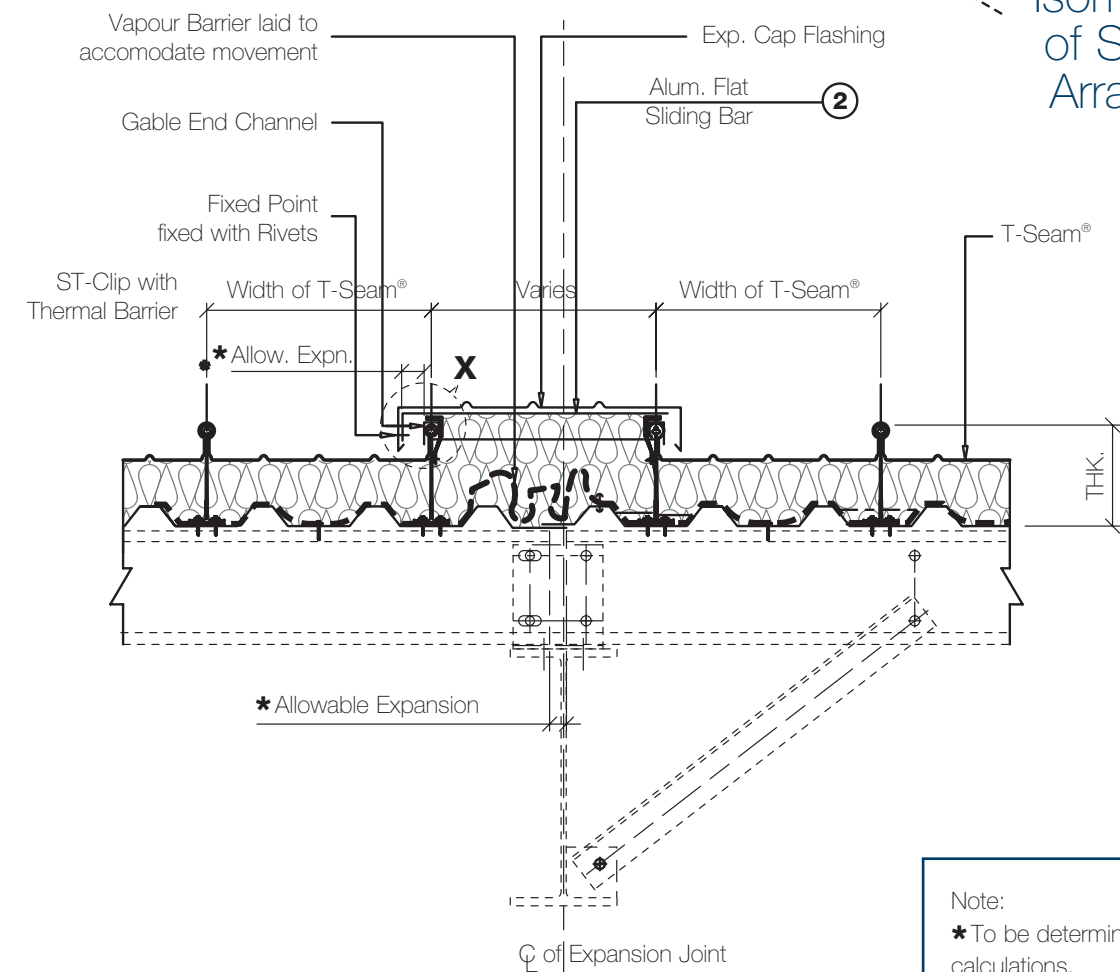 Vapour Barrier laid to
accomodate movement
Exp. Cap Flashing
of
Alum. Flat
Sliding Bar
2
Gable End Channel
Fixed Point
fixed with Rivets
T-Seam®
ST-Clip with
Thermal Barrier
Width of T-Seam®
Varies
Width of T-Seam®
*Allow. Expn.
X
THK.
*Allowable Expansion
℄ of Expansion Joint
Note:
*To be
calculations.